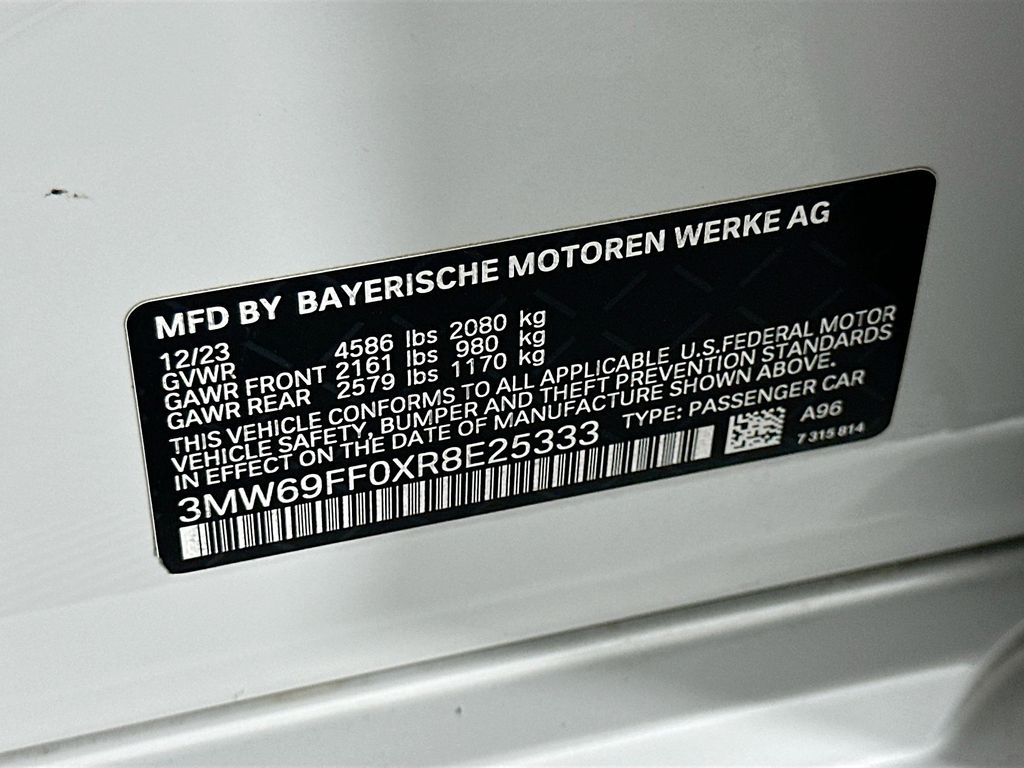 MFD BY BAYERISCHE MOTOREN WERKE AG
12/23
GVWR 4586 lbs 2080 kg
GAWR FRONT 2161 lbs 980 kg
GAWR REAR 2579 lbs 1170 kg
THIS VEHICLE CONFORMS TO ALL APPLICABLE U.S.FEDERAL MOTOR
VEHICLE SAFETY, BUMPER AND THEFT PREVENTION STANDARDS
IN EFFECT ON THE DATE OF MANUFACTURE SHOWN ABOVE.
3MW69FF0XR8E25333 TYPE: PASSENGER CAR
A96
7 315 814